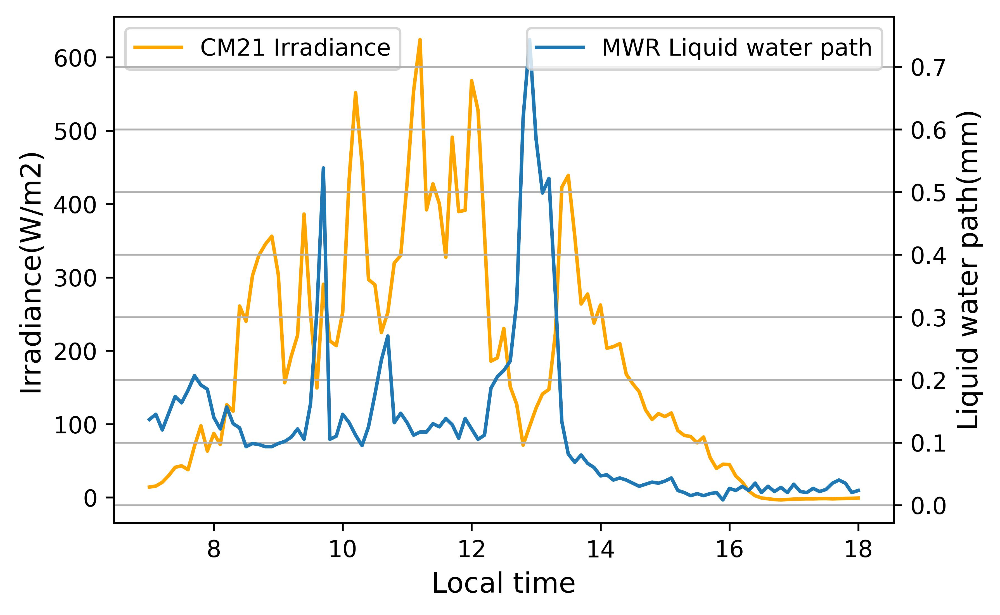 CM21 Irradiance
MWR Liquid water path
600
500
400
300
200
100
0
Irradiance(W/m2)
0.7
0.6
0.5
0.4
0.3
0.2
0.1
0.0
Liquid water path(mm)
8 10 12 14 16 18
Local time